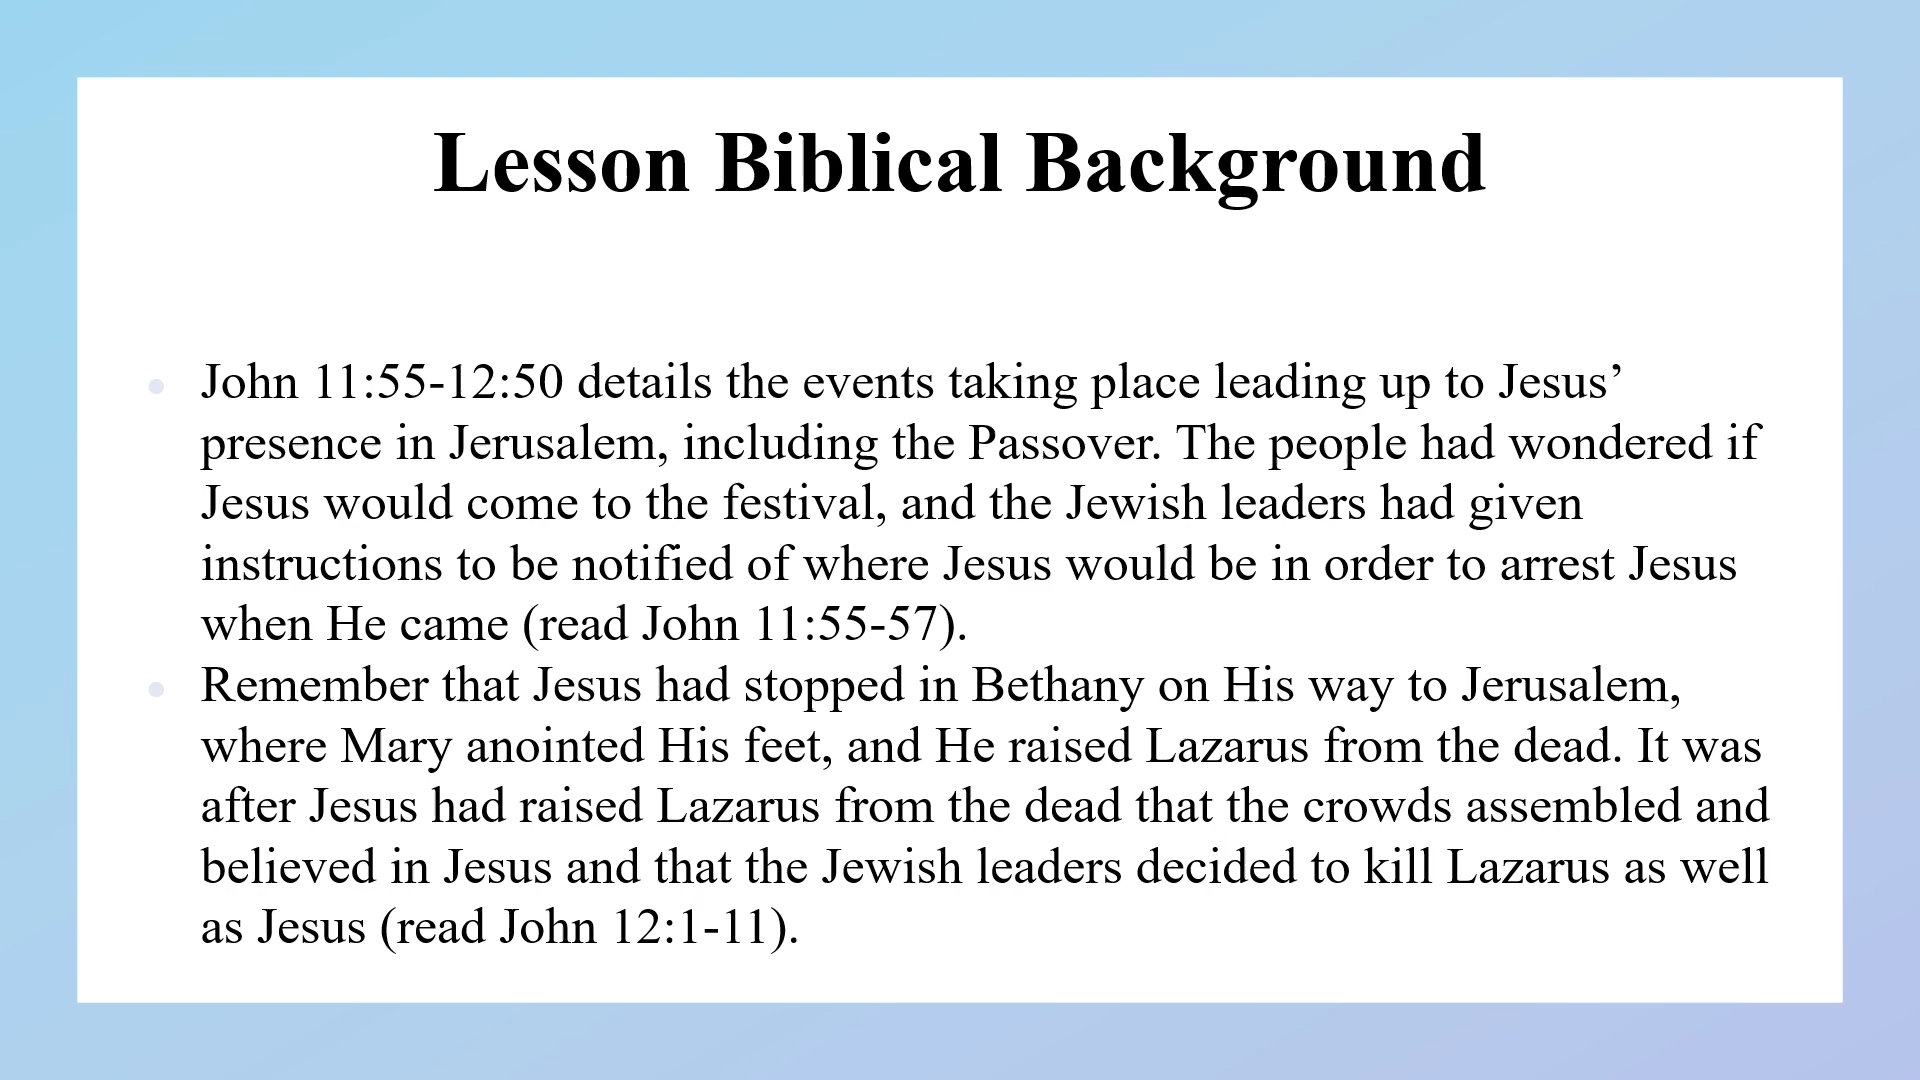 Lesson Biblical Background
John 11:55-12:50 details the events taking place leading up to Jesus’
presence in Jerusalem, including the Passover. The people had wondered if
Jesus would come to the festival, and the Jewish leaders had given
instructions to be notified of where Jesus would be in order to arrest Jesus
when He came (read John 11:55-57).
Remember that Jesus had stopped in Bethany on His way to Jerusalem,
where Mary anointed His feet, and He raised Lazarus from the dead. It was
after Jesus had raised Lazarus from the dead that the crowds assembled and
believed in Jesus and that the Jewish leaders decided to kill Lazarus as well
as Jesus (read John 12:1-11).